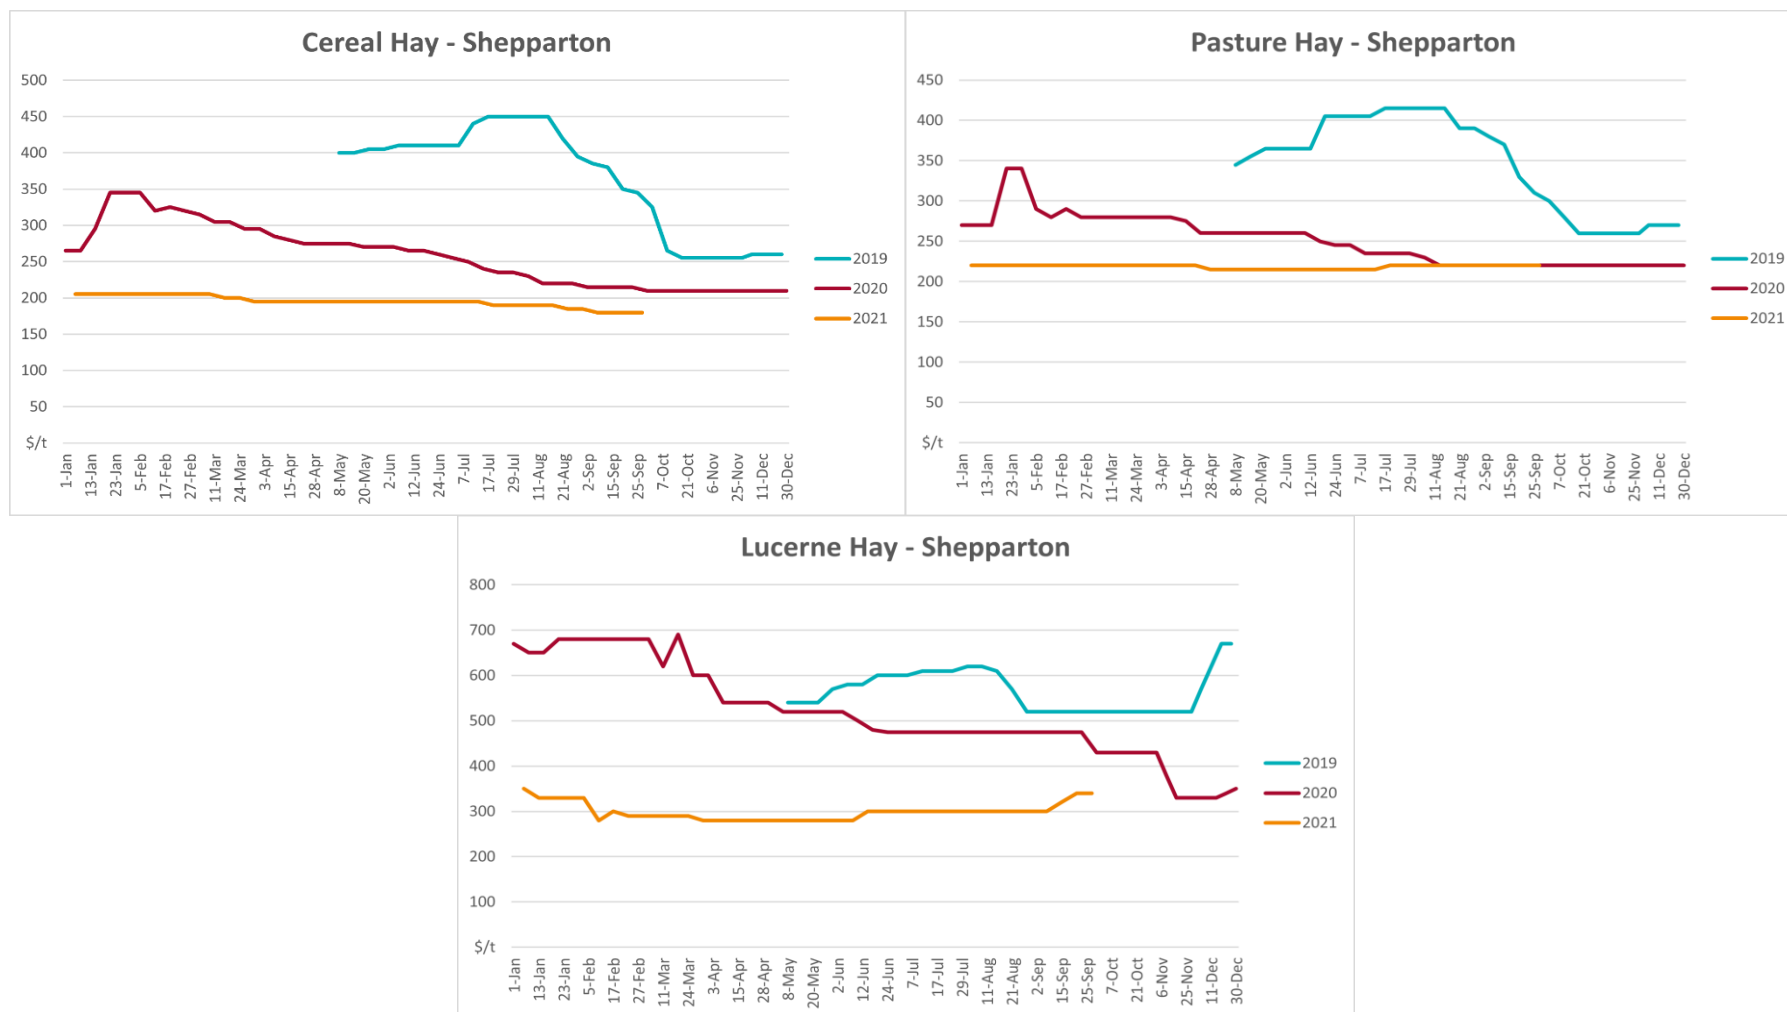 Cereal Hay - Shepparton
500
450
400
350
300
250
200
150
100
50
$/t
1-Jan
13-Jan
23-Jan
5-Feb
17-Feb
27-Feb
11-Mar
24-Mar
3-Apr
15-Apr
28-Apr
8-May
20-May
2-Jun
12-Jun
24-Jun
7-Jul
17-Jul
29-Jul
11-Aug
21-Aug
2-Sep
15-Sep
25-Sep
7-Oct
21-Oct
6-Nov
25-Nov
11-Dec
30-Dec
2019
2020
2021
Pasture Hay - Shepparton
450
400
350
300
250
200
150
100
50
$/t
1-Jan
13-Jan
23-Jan
5-Feb
17-Feb
27-Feb
11-Mar
24-Mar
3-Apr
15-Apr
28-Apr
8-May
20-May
2-Jun
12-Jun
24-Jun
7-Jul
17-Jul
29-Jul
11-Aug
21-Aug
2-Sep
15-Sep
25-Sep
7-Oct
21-Oct
6-Nov
25-Nov
11-Dec
30-Dec
2019
2020
2021
Lucerne Hay - Shepparton
800
700
600
500
400
300
200
100
$/t
1-Jan
13-Jan
23-Jan
5-Feb
17-Feb
27-Feb
11-Mar
24-Mar
3-Apr
15-Apr
28-Apr
8-May
20-May
2-Jun
12-Jun
24-Jun
7-Jul
17-Jul
29-Jul
11-Aug
21-Aug
2-Sep
15-Sep
25-Sep
7-Oct
21-Oct
6-Nov
25-Nov
11-Dec
30-Dec
2019
2020
2021